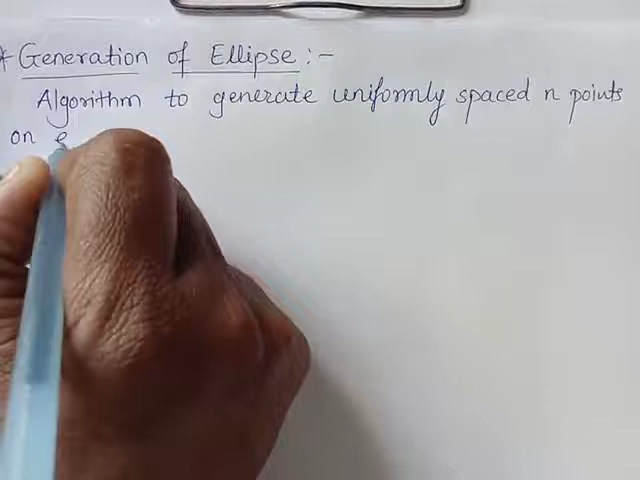 * Generation of Ellipse :-
Algorithm to generate uniformly spaced n points
on e